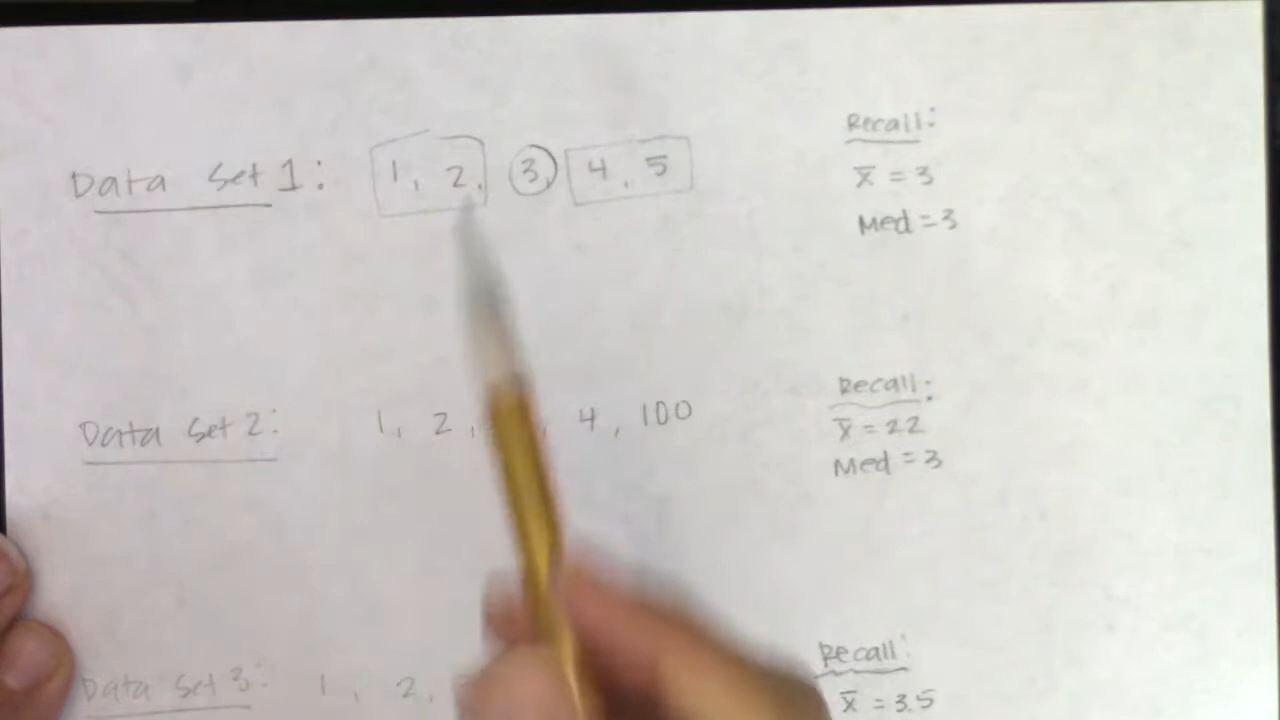 Recall:
Data Set 1: 1, 2, 3, 4, 5
x̄ = 3
Med = 3
Recall:
Data Set 2: 1, 2, , 4, 100
x̄ = 22
Med = 3
Recall:
Data Set 3: 1, 2,
x̄ = 3.5